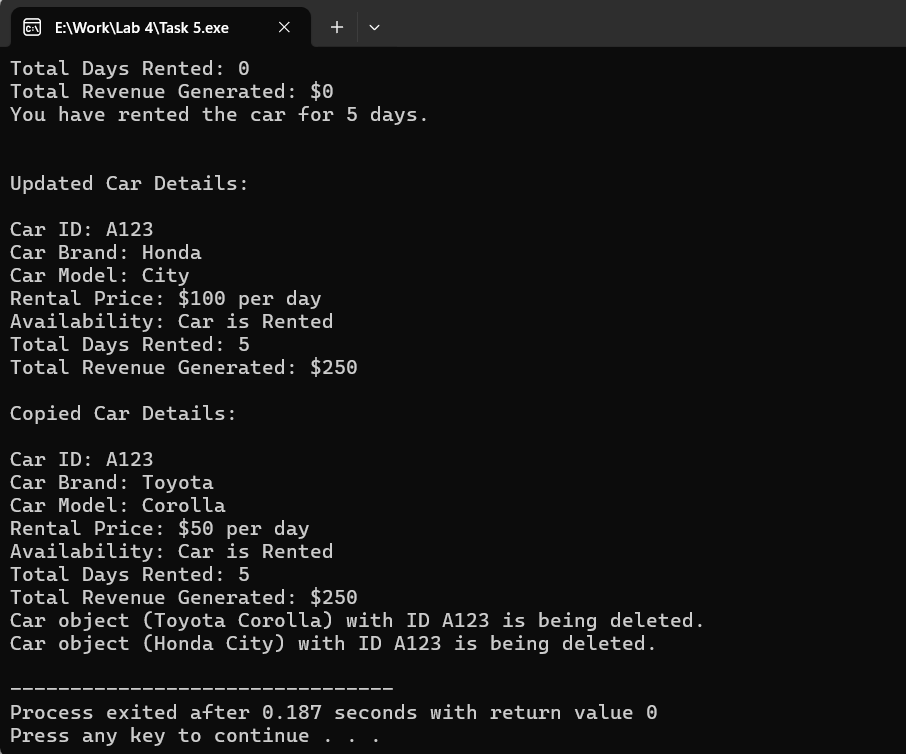 E:\Work\Lab 4\Task 5.exe
Total Days Rented: 0
Total Revenue Generated: $0
You have rented the car for 5 days.
Updated Car Details:
Car ID: A123
Car Brand: Honda
Car Model: City
Rental Price: $100 per day
Availability: Car is Rented
Total Days Rented: 5
Total Revenue Generated: $250
Copied Car Details:
Car ID: A123
Car Brand: Toyota
Car Model: Corolla
Rental Price: $50 per day
Availability: Car is Rented
Total Days Rented: 5
Total Revenue Generated: $250
Car object (Toyota Corolla) with ID A123 is being deleted.
Car object (Honda City) with ID A123 is being deleted.
--------------------------------
Process exited after 0.187 seconds with return value 0
Press any key to continue . . .